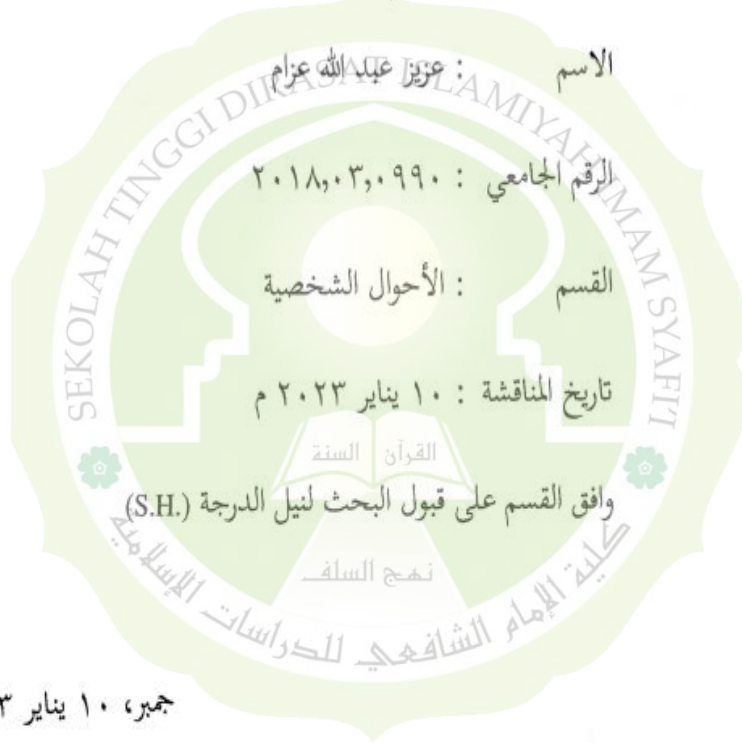 الاسم : عزيز عبد الله عزام
الرقم الجامعي : ٢٠١٨,٠٣,٠٩٩٠
القسم : الأحوال الشخصية
تاريخ المناقشة : ١٠ يناير ٢٠٢٣ م
وافق القسم على قبول البحث لنيل الدرجة (S.H.)
جمبر، ١٠ يناير
SEKOLAH TINGGI DIRASAT ISLAMIYAH IMAM SYAFI'I
القرآن السنة
نهج السلف
كلية الإمام الشافعي للدراسات الإسلامية